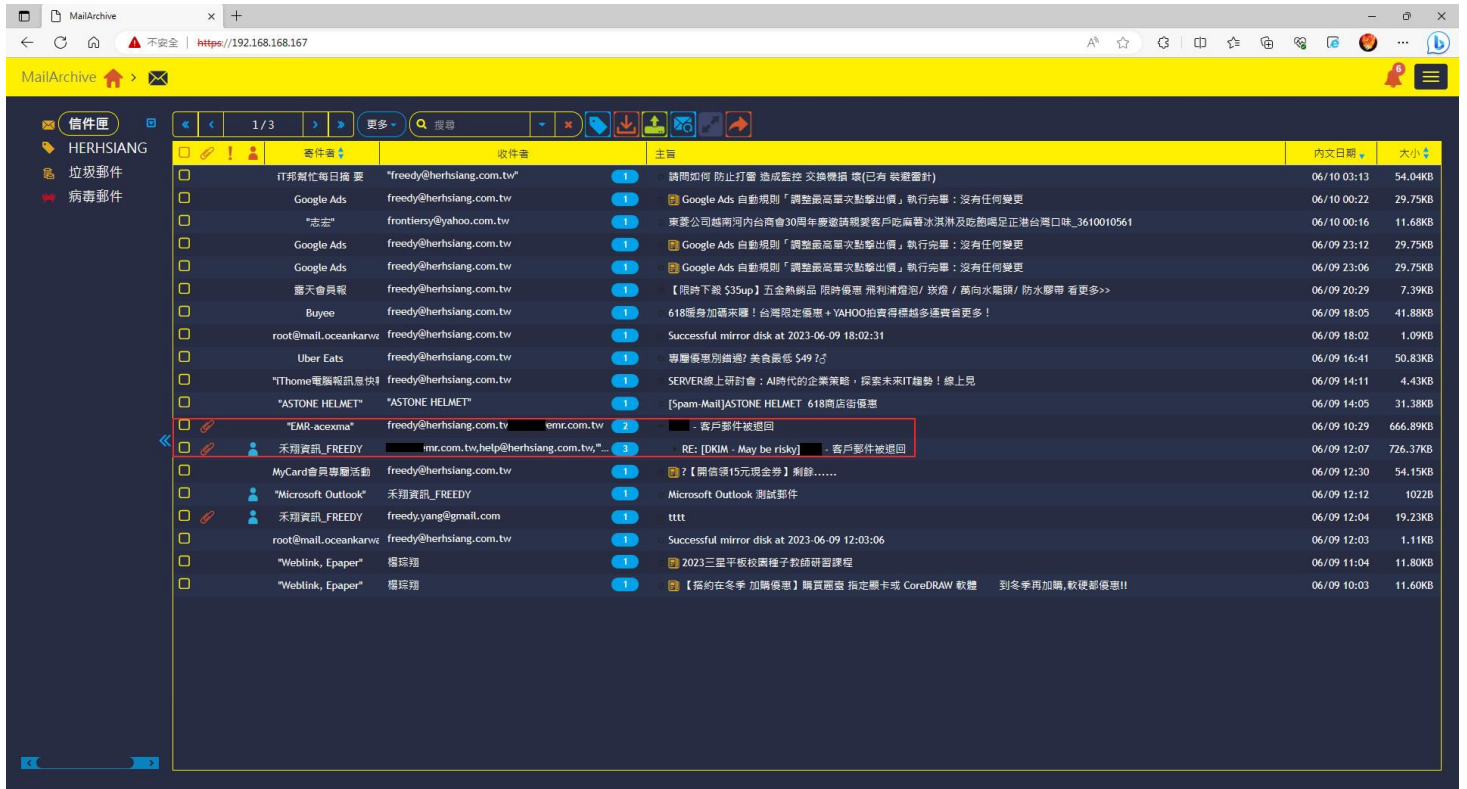 MailArchive
不安全 https://192.168.168.167
MailArchive
6
信件匣
HERHSIANG
垃圾郵件
病毒郵件
1/3 更多 搜尋
寄件者 收件者 主旨 內文日期 大小
iT邦幫忙每日摘 要 "freedy@herhsiang.com.tw" 1 請問如何 防止打雷 造成監控 交換機損 壞(已有 裝避雷針) 06/10 03:13 54.04KB
Google Ads freedy@herhsiang.com.tw 1 Google Ads 自動規則「調整最高單次點擊出價」執行完畢：沒有任何變更 06/10 00:22 29.75KB
"志宏" frontiersy@yahoo.com.tw 1 東菱公司越南河内台商會30周年慶邀請親愛客戶吃麻薯冰淇淋及吃飽喝足正港台灣口味_3610010561 06/10 00:16 11.68KB
Google Ads freedy@herhsiang.com.tw 1 Google Ads 自動規則「調整最高單次點擊出價」執行完畢：沒有任何變更 06/09 23:12 29.75KB
Google Ads freedy@herhsiang.com.tw 1 Google Ads 自動規則「調整最高單次點擊出價」執行完畢：沒有任何變更 06/09 23:06 29.75KB
露天會員報 freedy@herhsiang.com.tw 1 【限時下殺 $35up】五金熱銷品 限時優惠 飛利浦燈泡/ 崁燈 / 萬向水龍頭/ 防水膠帶 看更多>> 06/09 20:29 7.39KB
Buyee freedy@herhsiang.com.tw 1 618暖身加碼來囉！台灣限定優惠＋YAHOO拍賣得標越多運費省更多！ 06/09 18:05 41.88KB
root@mail.oceankarwa freedy@herhsiang.com.tw 1 Successful mirror disk at 2023-06-09 18:02:31 06/09 18:02 1.09KB
Uber Eats freedy@herhsiang.com.tw 1 專屬優惠別錯過? 美食最低 $49 ?♂ 06/09 16:41 50.83KB
"iThome電腦報訊息快 freedy@herhsiang.com.tw 1 SERVER線上研討會：AI時代的企業策略，探索未來IT趨勢！線上見 06/09 14:11 4.43KB
"ASTONE HELMET" "ASTONE HELMET" 1 [Spam-Mail]ASTONE HELMET 618商店街優惠 06/09 14:05 31.38KB
"EMR-acexma" freedy@herhsiang.com.tv emr.com.tw 2 - 客戶郵件被退回 06/09 10:29 666.89KB
禾翔資訊_FREEDY mr.com.tw,help@herhsiang.com.tw,"'... 3 RE: [DKIM - May be risky] - 客戶郵件被退回 06/09 12:07 726.37KB
MyCard會員專屬活動 freedy@herhsiang.com.tw 1 ?【開信領15元現金券】剩餘...... 06/09 12:30 54.15KB
"Microsoft Outlook" 禾翔資訊_FREEDY 1 Microsoft Outlook 測試郵件 06/09 12:12 1022B
禾翔資訊_FREEDY freedy.yang@gmail.com 1 tttt 06/09 12:04 19.23KB
root@mail.oceankarwa freedy@herhsiang.com.tw 1 Successful mirror disk at 2023-06-09 12:03:06 06/09 12:03 1.11KB
"Weblink, Epaper" 楊琮翔 1 2023三星平板校園種子教師研習課程 06/09 11:04 11.80KB
"Weblink, Epaper" 楊琮翔 1 【搭約在冬季 加購優惠】購買麗臺 指定顯卡或 CorelDRAW 軟體 到冬季再加購,軟硬都優惠!! 06/09 10:03 11.60KB